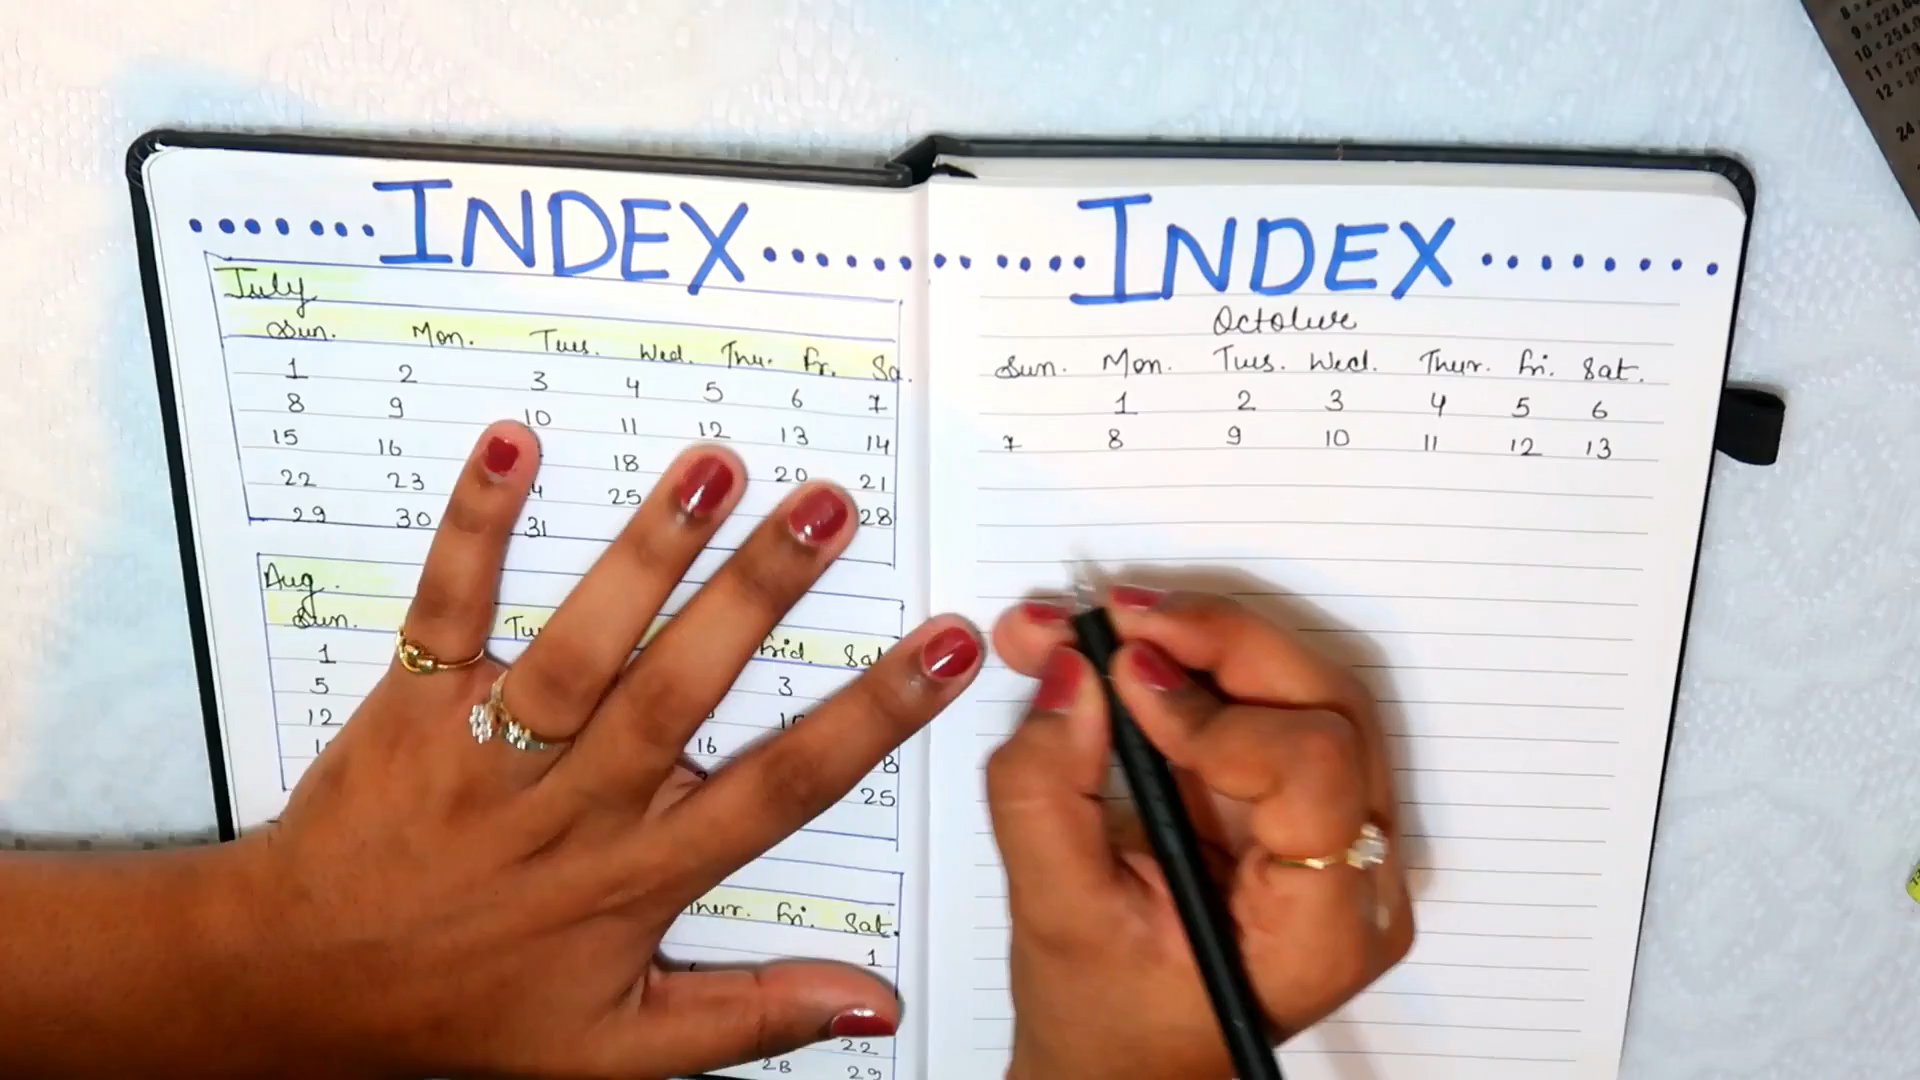 INDEX
July
Sun. Mon. Tues. Wed. Thu. Fr. Sa.
1 2 3 4 5 6 7
8 9 10 11 12 13 14
15 16 18 20 21
22 23 25 28
29 30 31
Aug.
Sun. Frid. Sat
1
5 3
12
16
25
Thur. Fri. Sat.
1
22
28 29
INDEX
October
Sun. Mon. Tues. Wed. Thur. Fri. Sat.
1 2 3 4 5 6
7 8 9 10 11 12 13
24